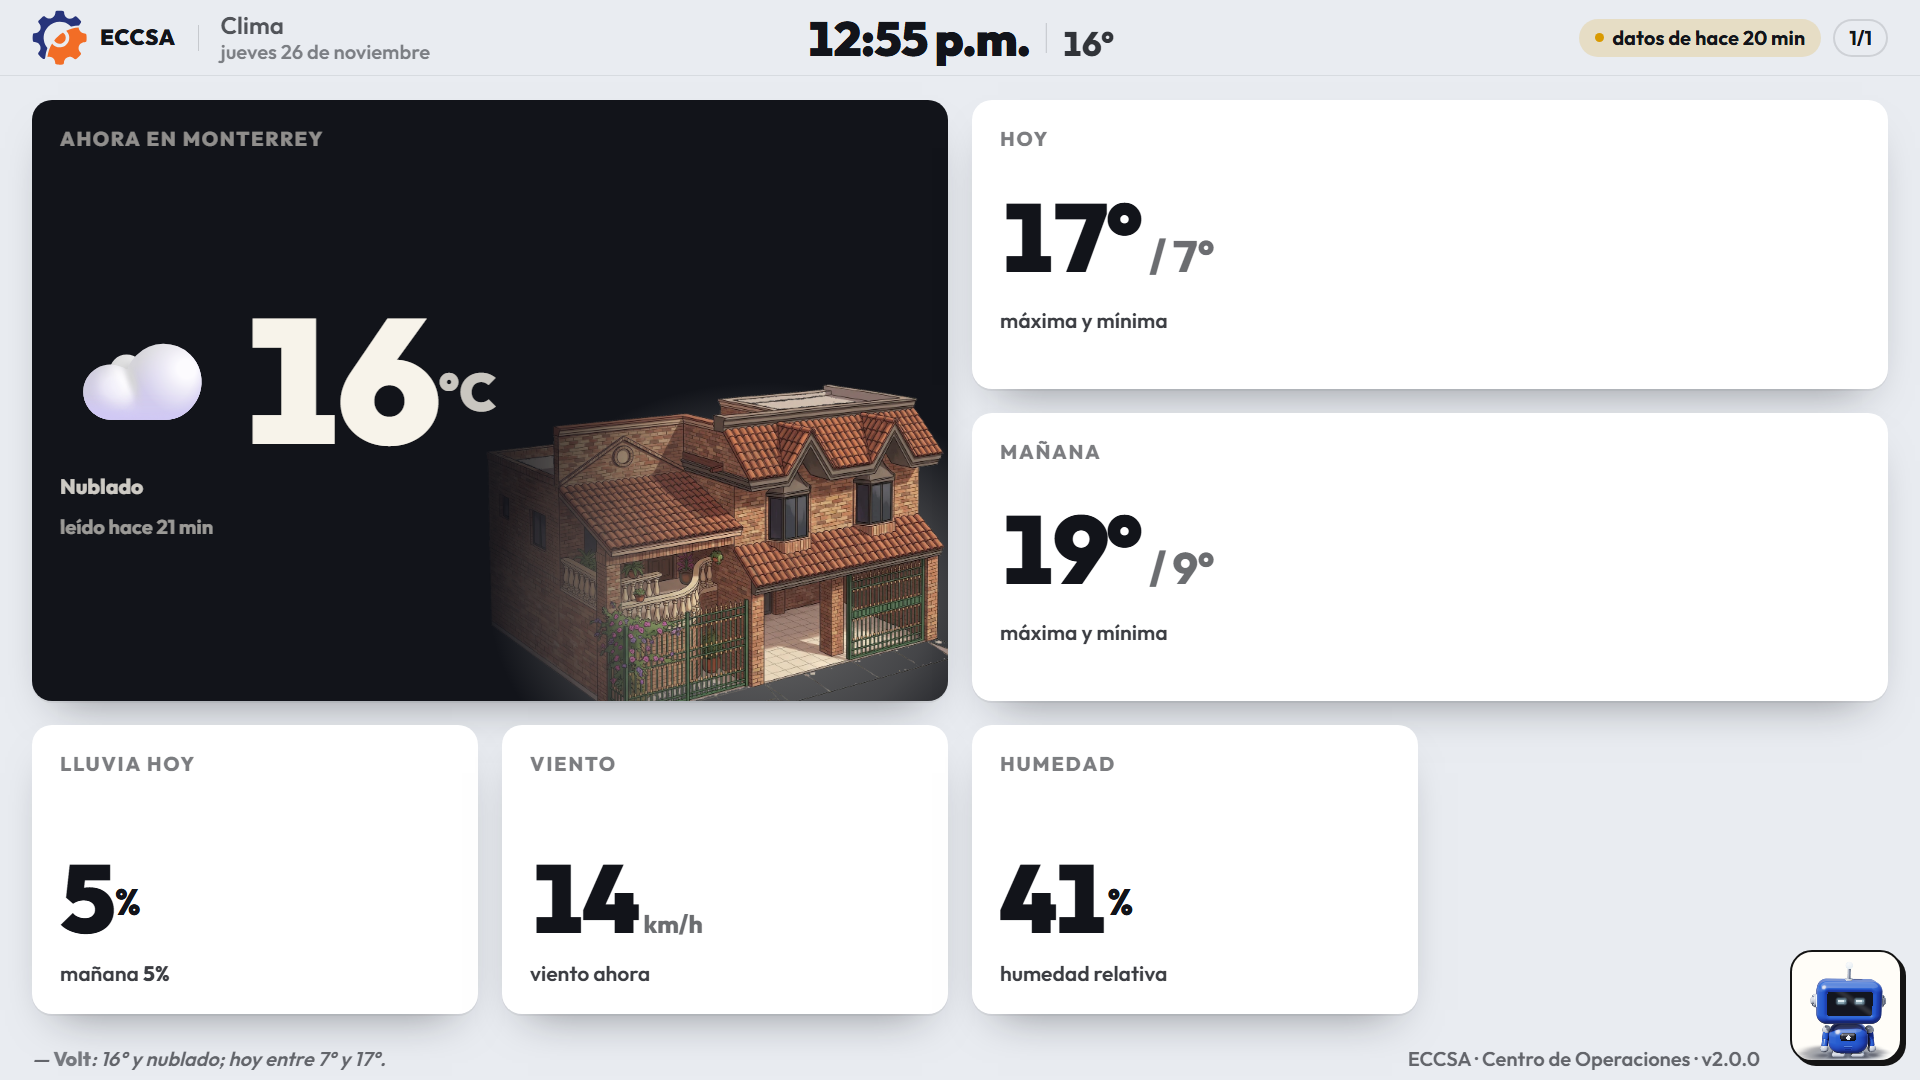 ECCSA
Clima
jueves 26 de noviembre
12:55 p.m.
16°
datos de hace 20 min
1/1
AHORA EN MONTERREY
16°C
Nublado
leído hace 21 min
HOY
17° / 7°
máxima y mínima
MAÑANA
19° / 9°
máxima y mínima
LLUVIA HOY
5%
mañana 5%
VIENTO
14 km/h
viento ahora
HUMEDAD
41%
humedad relativa
— Volt: 16° y nublado; hoy entre 7° y 17°.
ECCSA · Centro de Operaciones · v2.0.0